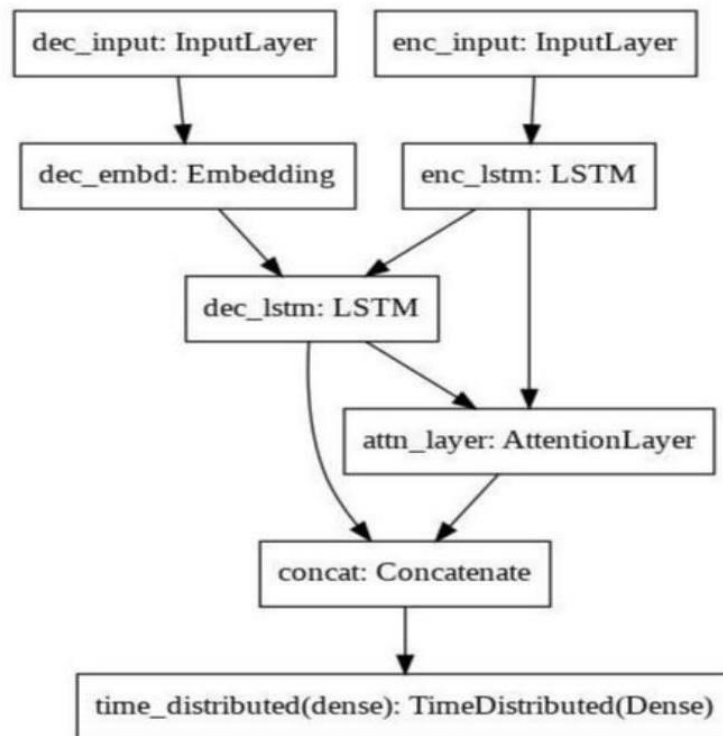 dec_input: InputLayer
enc_input: InputLayer
dec_embd: Embedding
enc_lstm: LSTM
dec_lstm: LSTM
attn_layer: AttentionLayer
concat: Concatenate
time_distributed(dense): TimeDistributed(Dense)